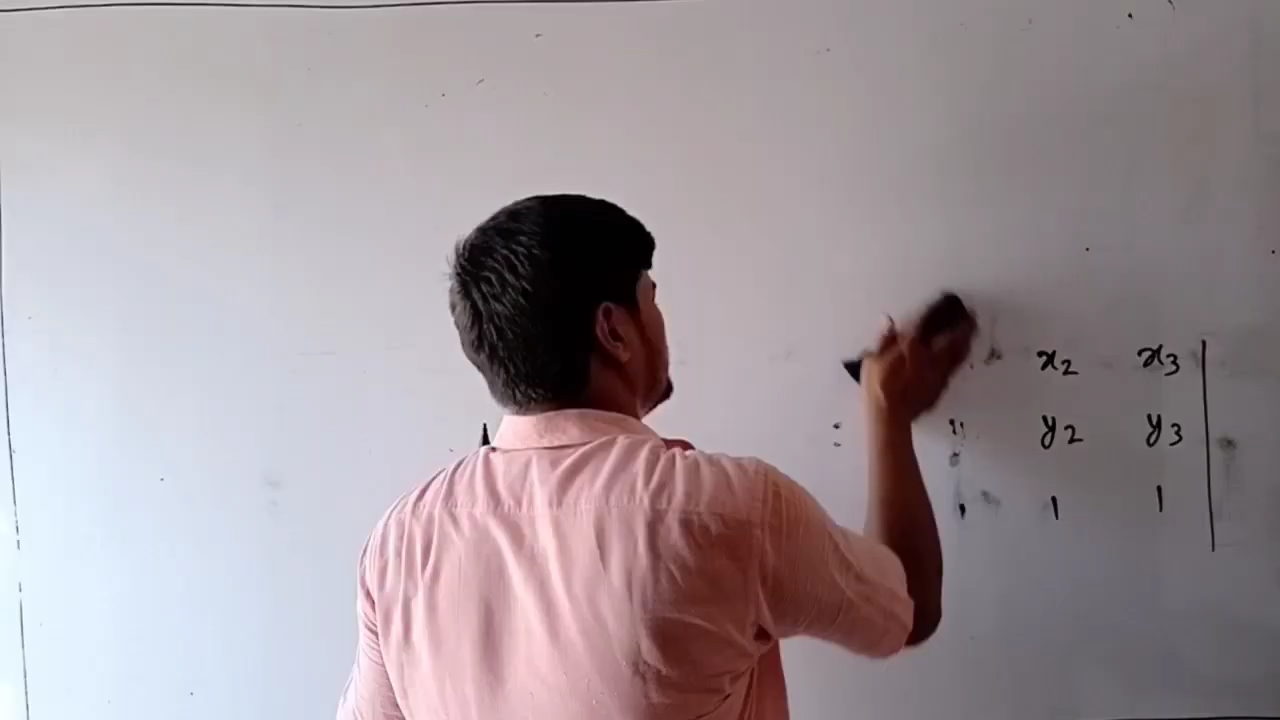 x₂ x₃ |
y₂ y₃
1 1